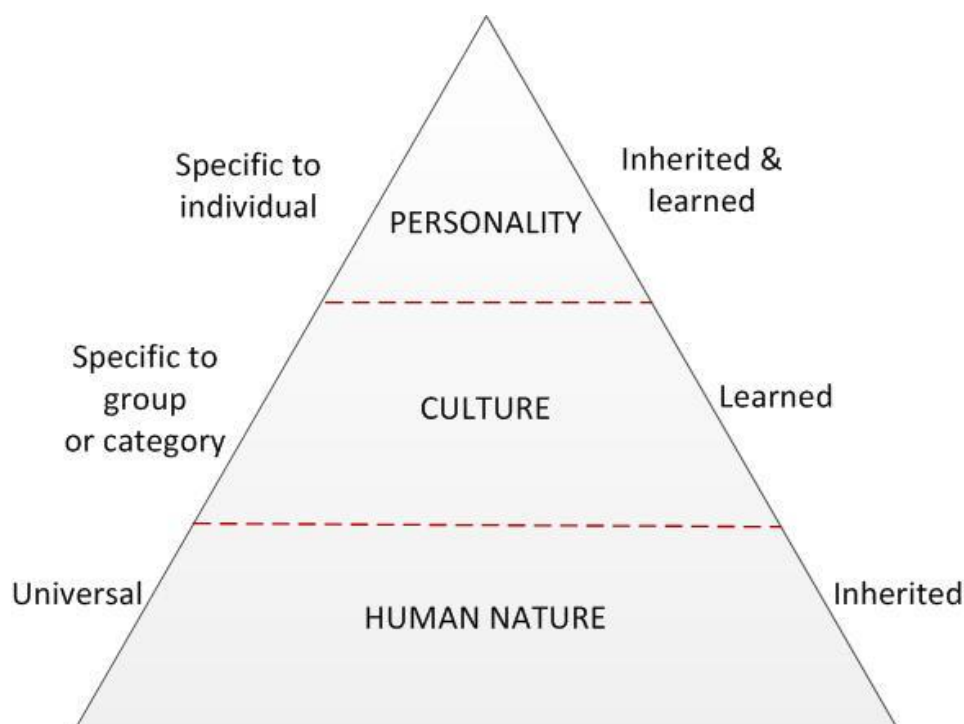 Specific to
individual
Inherited &
learned
PERSONALITY
Specific to
group
or category
CULTURE
Learned
Universal
HUMAN NATURE
Inherited